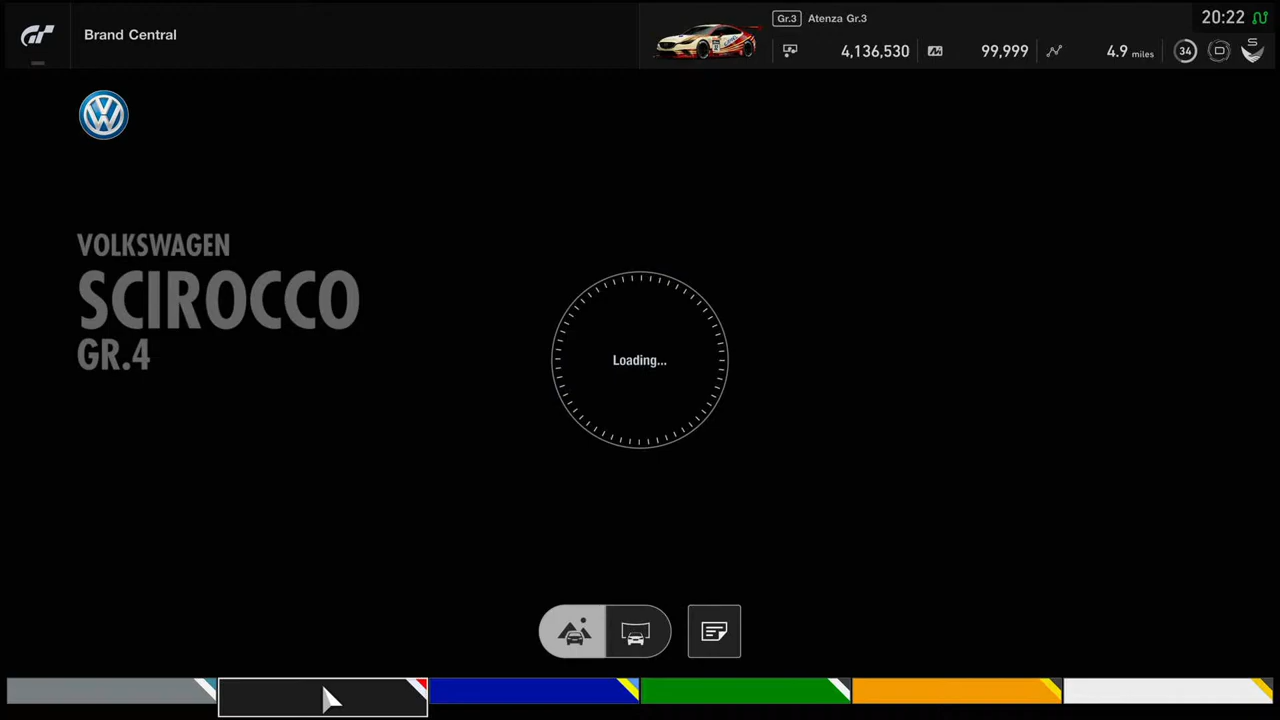 Brand Central
Gr.3 Atenza Gr.3
20:22
4,136,530
99,999
4.9 miles
34
S
VOLKSWAGEN
SCIROCCO
GR.4
Loading...